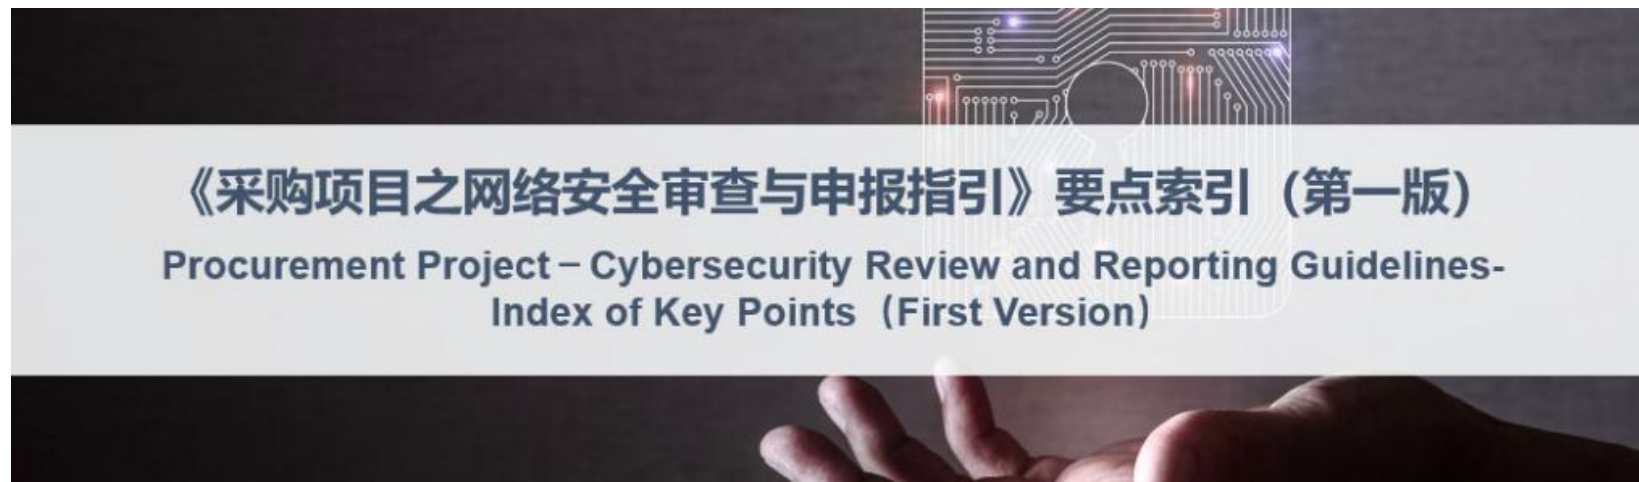 《采购项目之网络安全审查与申报指引》要点索引（第一版）
Procurement Project – Cybersecurity Review and Reporting Guidelines-
Index of Key Points（First Version）